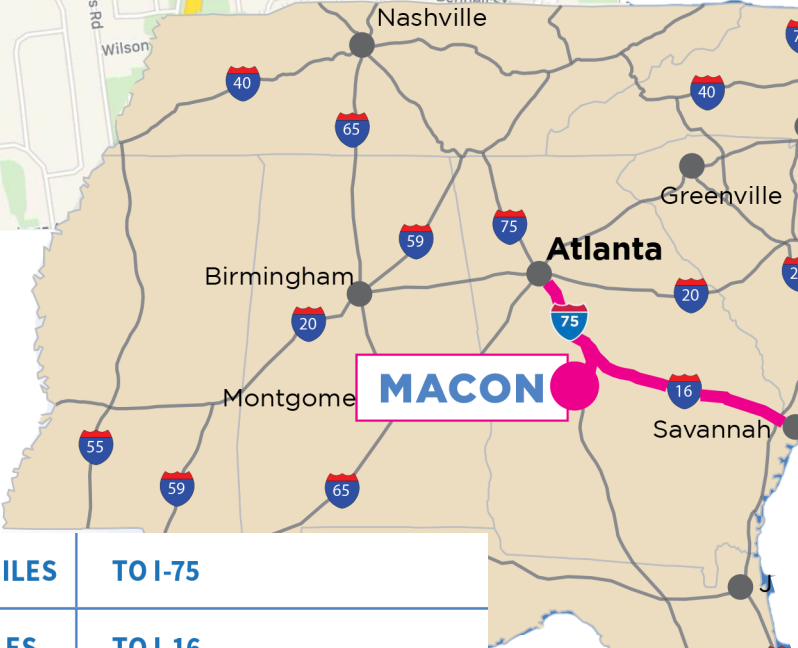 s Rd
Nashville
Wilson
40
40
65
75
59
Greenville
Atlanta
Birmingham
20
20
75
MACON
16
Montgome
Savannah
55
59
65
ILES
TO I-75
J
ES
TO I-16